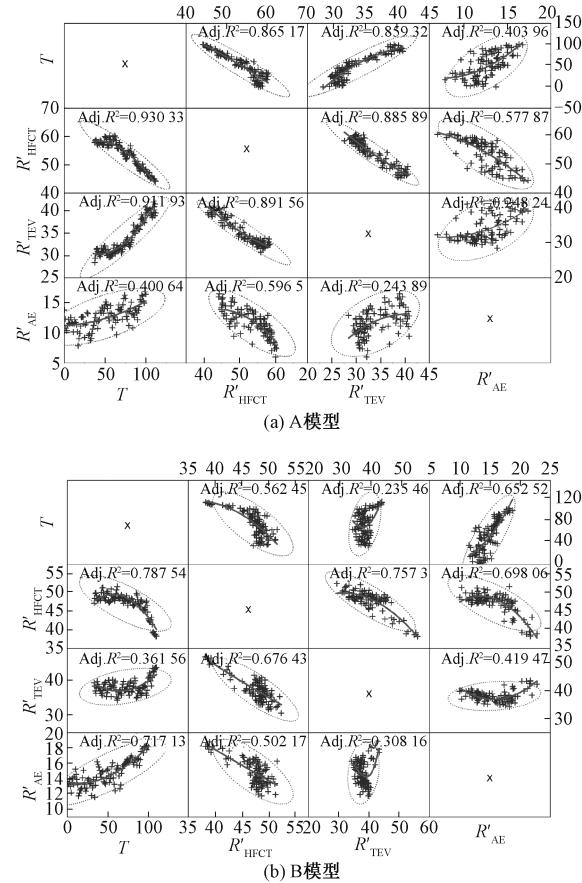 40 50 60 70 20 30 40 45 5 10 15 20
Adj.R²=0.865 17 Adj.R²=0.859 32 Adj.R²=0.403 96
T
x
150
100
50
0
-50
70
Adj.R²=0.930 33 Adj.R²=0.885 89 Adj.R²=0.577 87
R′HFCT
60
50
40
x
60
50
40
Adj.R²=0.911 93 Adj.R²=0.891 56 Adj.R²=0.248 24
R′TEV
40
35
30
25
x
40
30
20
Adj.R²=0.400 64 Adj.R²=0.596 5 Adj.R²=0.243 89
R′AE
15
10
5
x
0 50 100 40 50 60 70 20 25 30 35 40 45
T R′HFCT R′TEV R′AE
(a) A模型
35 40 45 50 55 20 30 40 50 5 10 15 20 25
Adj.R²=0.562 45 Adj.R²=0.235 46 Adj.R²=0.652 52
T
x
120
80
40
0
Adj.R²=0.787 54 Adj.R²=0.757 3 Adj.R²=0.698 06
R′HFCT
55
50
45
40
35
x
55
50
45
40
35
Adj.R²=0.361 56 Adj.R²=0.676 43 Adj.R²=0.419 47
R′TEV
40
30
20
x
40
30
Adj.R²=0.717 13 Adj.R²=0.502 17 Adj.R²=0.308 16
R′AE
18
16
14
12
10
x
0 50 100 35 40 45 50 55 20 30 40 50 60
T R′HFCT R′TEV R′AE
(b) B模型